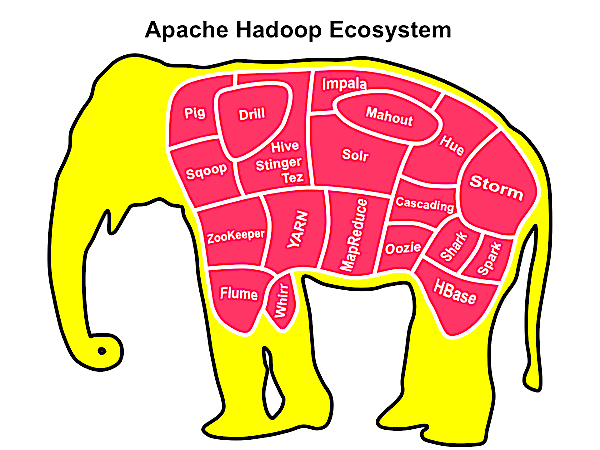 Apache Hadoop Ecosystem
Impala
Pig
Drill
Mahout
Hue
Hive
Stinger
Tez
Solr
Sqoop
Storm
Cascading
ZooKeeper
YARN
MapReduce
Oozie
Shark
Spark
Flume
Whirr
HBase